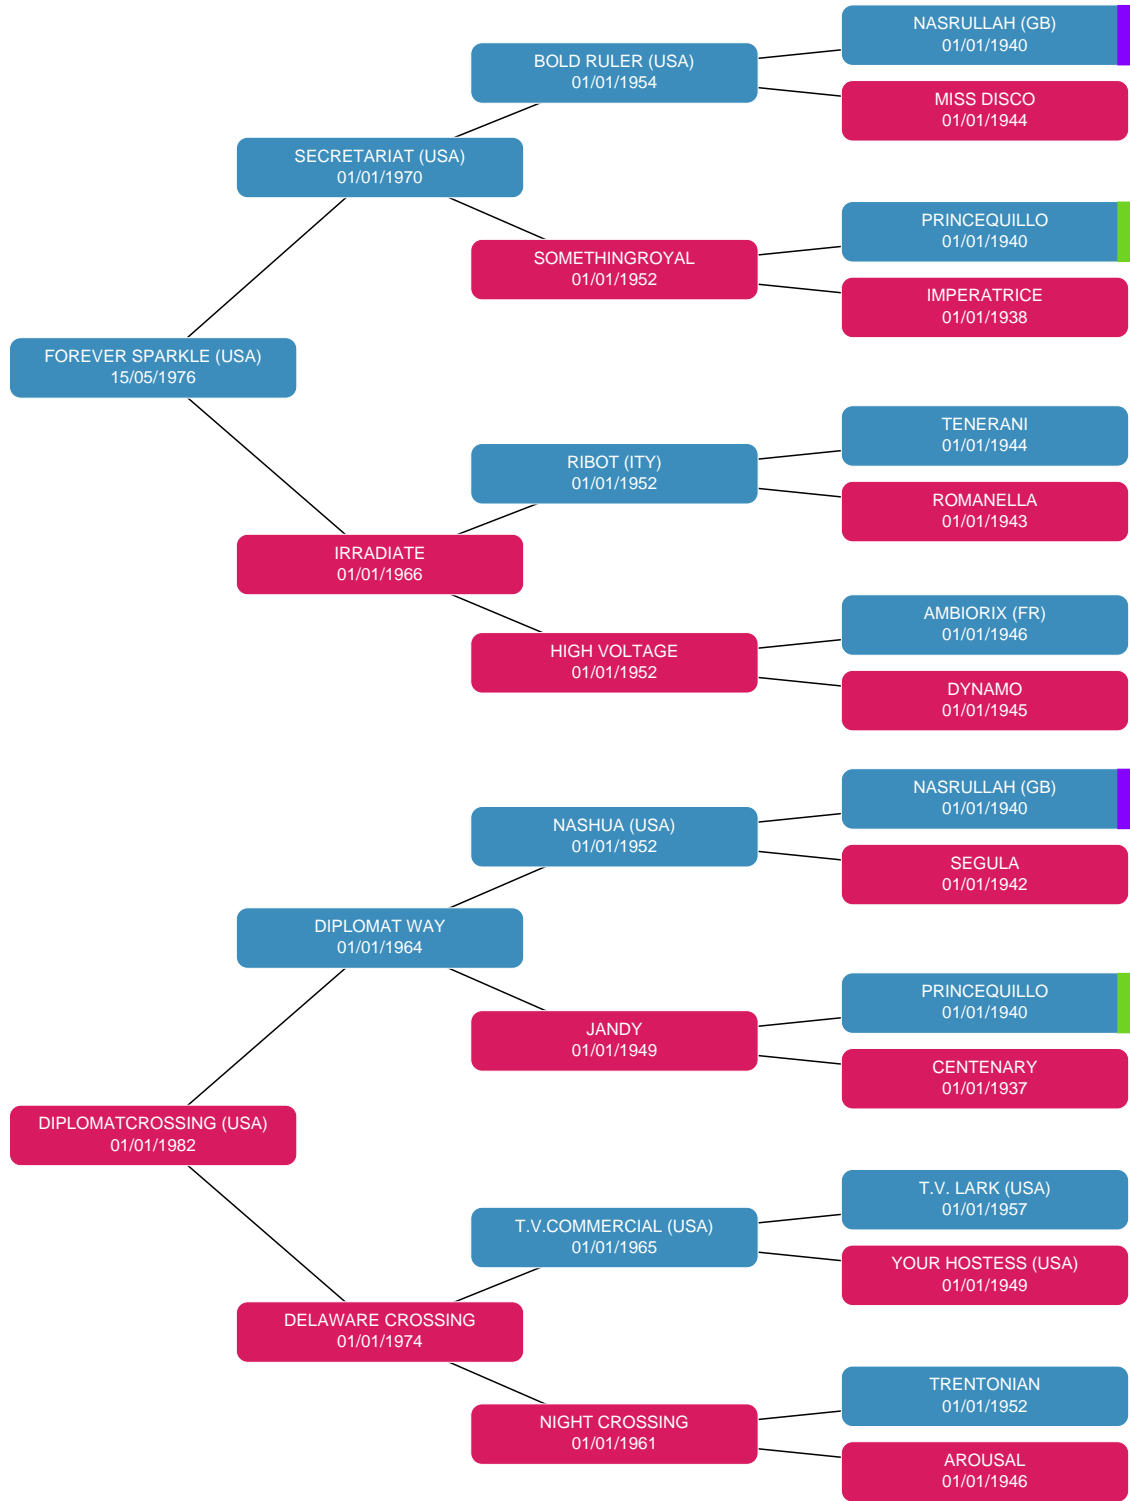 NASRULLAH (GB)
01/01/1940
BOLD RULER (USA)
01/01/1954
MISS DISCO
01/01/1944
SECRETARIAT (USA)
01/01/1970
PRINCEQUILLO
01/01/1940
SOMETHINGROYAL
01/01/1952
IMPERATRICE
01/01/1938
FOREVER SPARKLE (USA)
15/05/1976
TENERANI
01/01/1944
RIBOT (ITY)
01/01/1952
ROMANELLA
01/01/1943
IRRADIATE
01/01/1966
AMBIORIX (FR)
01/01/1946
HIGH VOLTAGE
01/01/1952
DYNAMO
01/01/1945
NASRULLAH (GB)
01/01/1940
NASHUA (USA)
01/01/1952
SEGULA
01/01/1942
DIPLOMAT WAY
01/01/1964
PRINCEQUILLO
01/01/1940
JANDY
01/01/1949
CENTENARY
01/01/1937
DIPLOMATCROSSING (USA)
01/01/1982
T.V. LARK (USA)
01/01/1957
T.V.COMMERCIAL (USA)
01/01/1965
YOUR HOSTESS (USA)
01/01/1949
DELAWARE CROSSING
01/01/1974
TRENTONIAN
01/01/1952
NIGHT CROSSING
01/01/1961
AROUSAL
01/01/1946